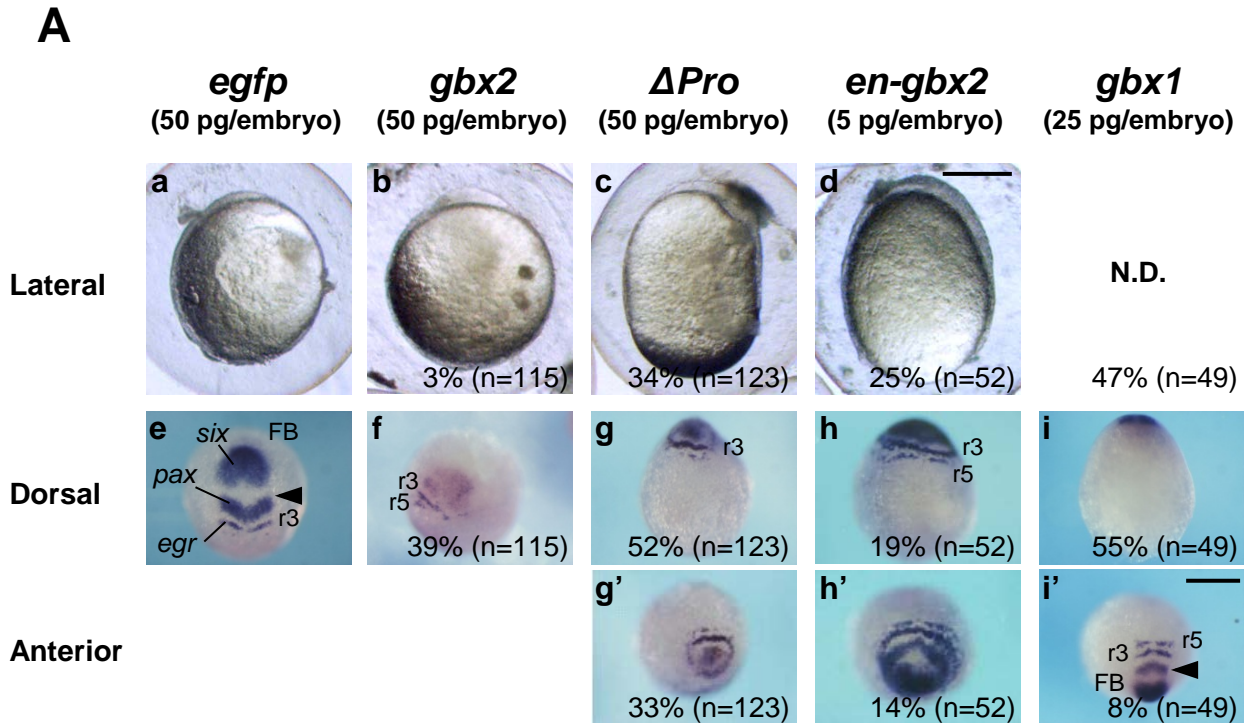 A
egfp gbx2 ΔPro en-gbx2 gbx1
(50 pg/embryo) (50 pg/embryo) (50 pg/embryo) (5 pg/embryo) (25 pg/embryo)
Lateral
a b c d
N.D.
3% (n=115) 34% (n=123) 25% (n=52) 47% (n=49)
Dorsal
e six FB pax r3 egr
f r3 r5 39% (n=115)
g r3 52% (n=123)
h r3 r5 19% (n=52)
i 55% (n=49)
Anterior
g’ 33% (n=123)
h’ 14% (n=52)
i’ r5 r3 FB 8% (n=49)